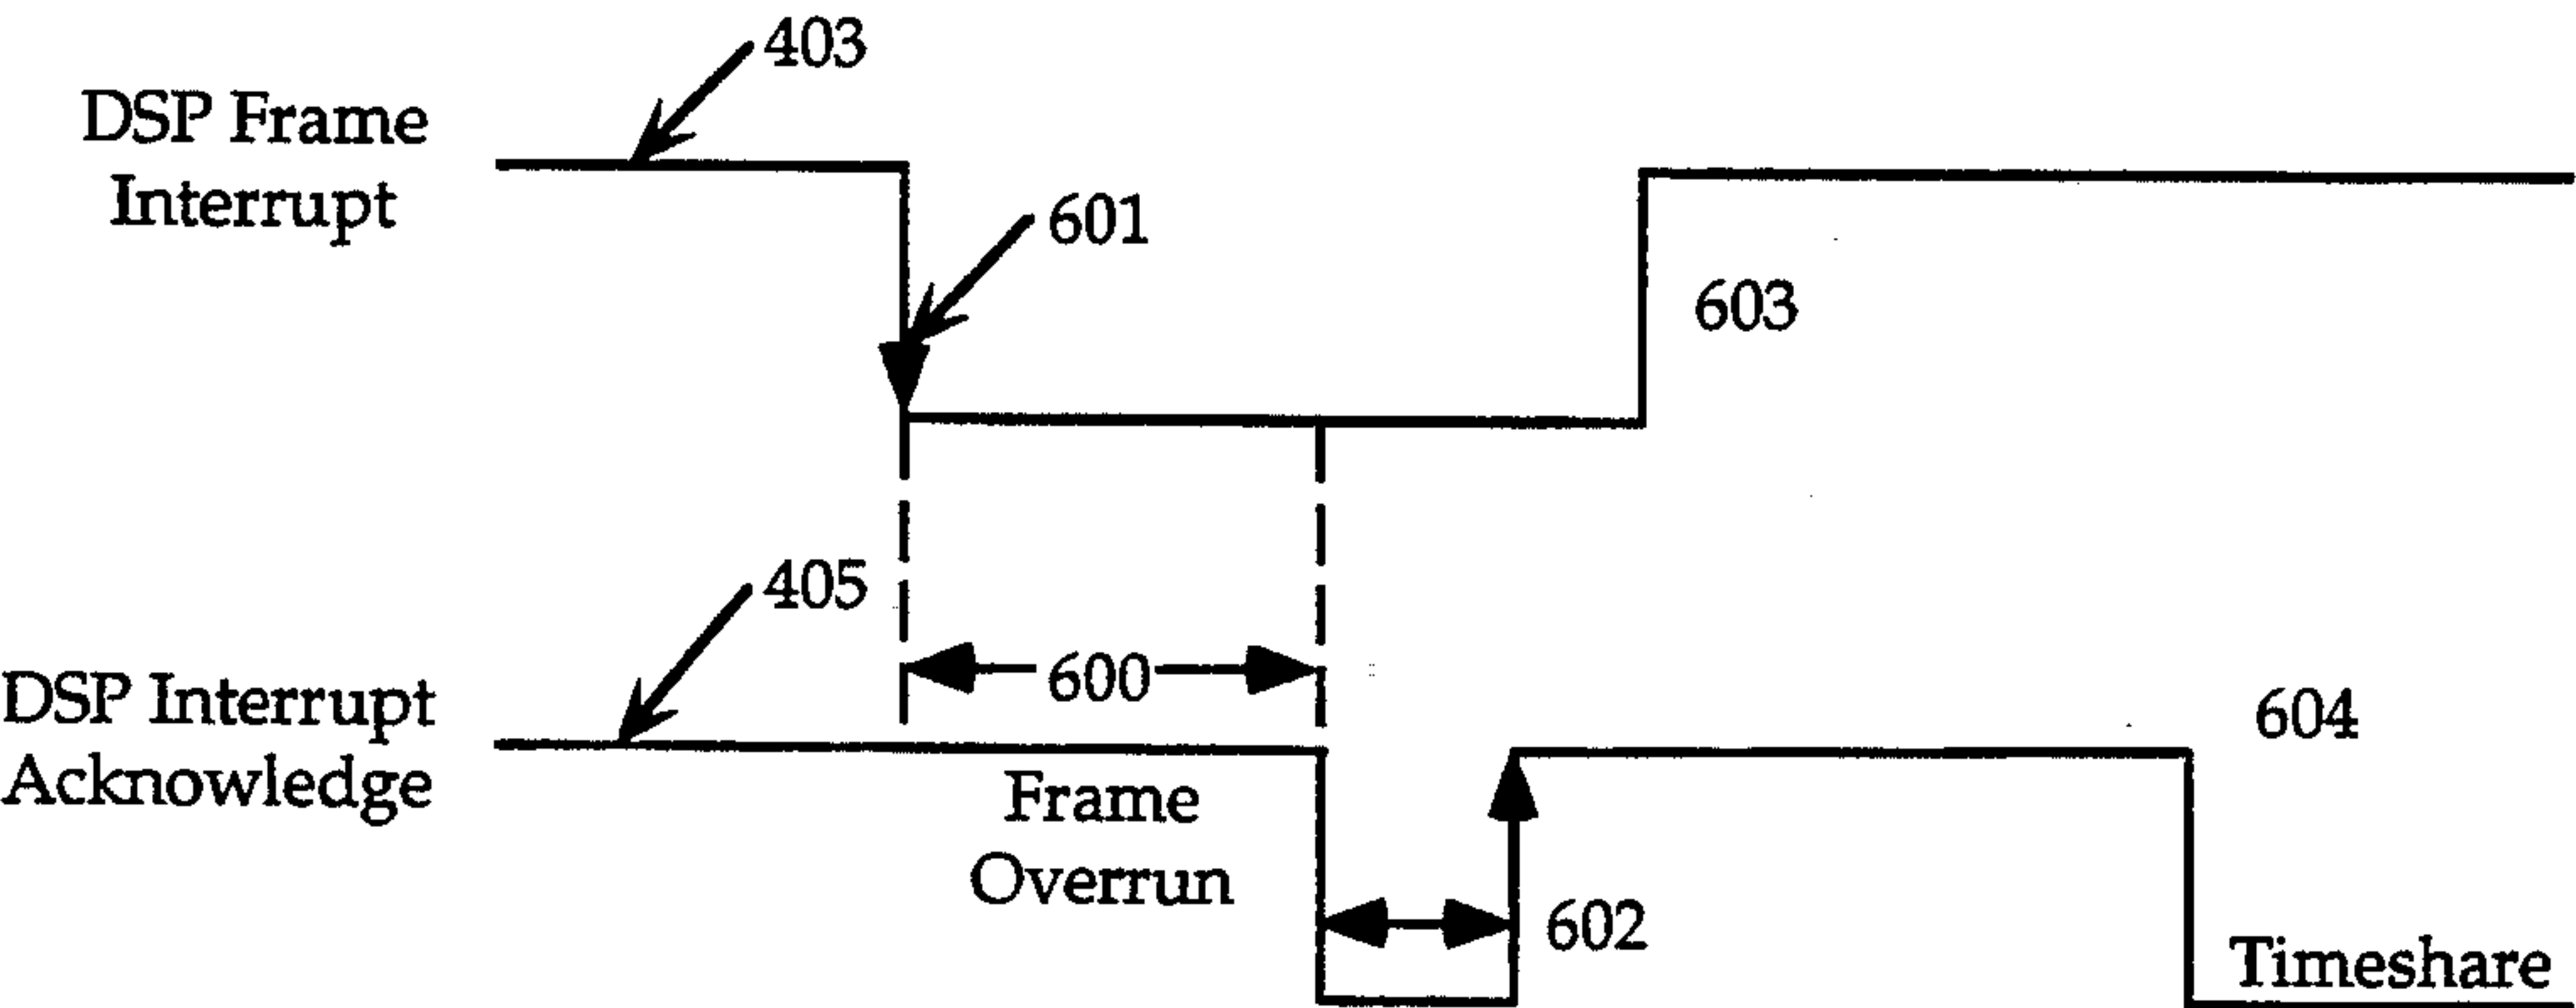 403
DSP Frame
Interrupt
601
603
405
600
DSP Interrupt
Acknowledge
604
Frame
Overrun
602
Timeshare